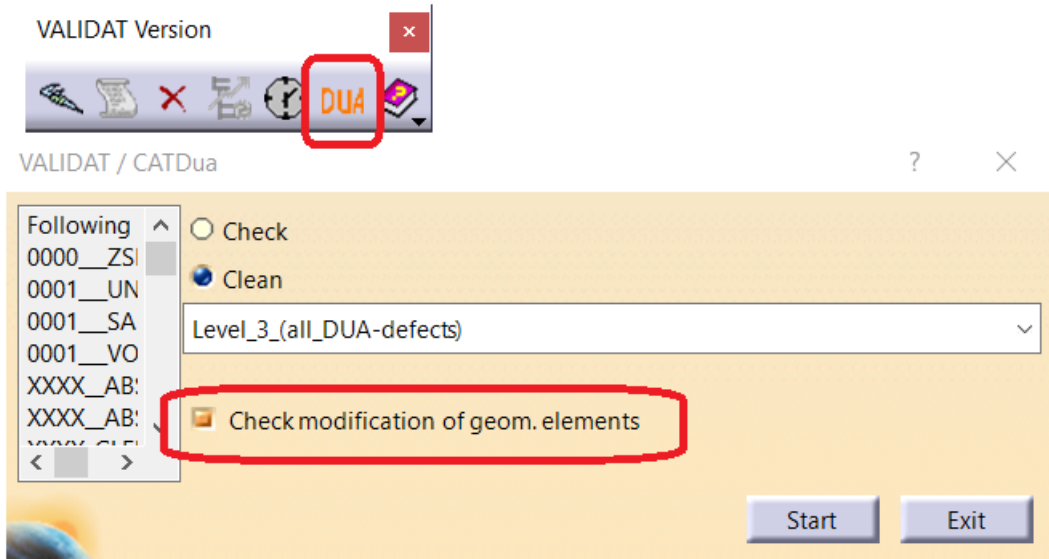 VALIDAT Version
DUA
VALIDAT / CATDua
?
Following
0000__ZS
0001__UN
0001__SA
0001__VO
XXXX__AB
XXXX__AB
Check
Clean
Level_3_(all_DUA-defects)
Check modification of geom. elements
Start
Exit